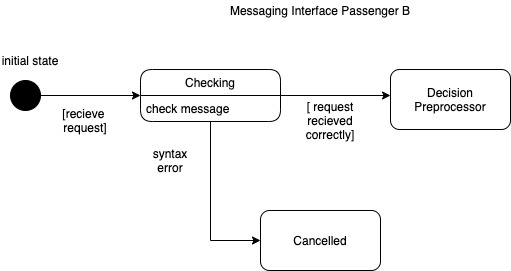 Messaging Interface Passenger B
initial state
Checking
check message
[recieve
request]
[ request
recieved
correctly]
Decision
Preprocessor
syntax
error
Cancelled